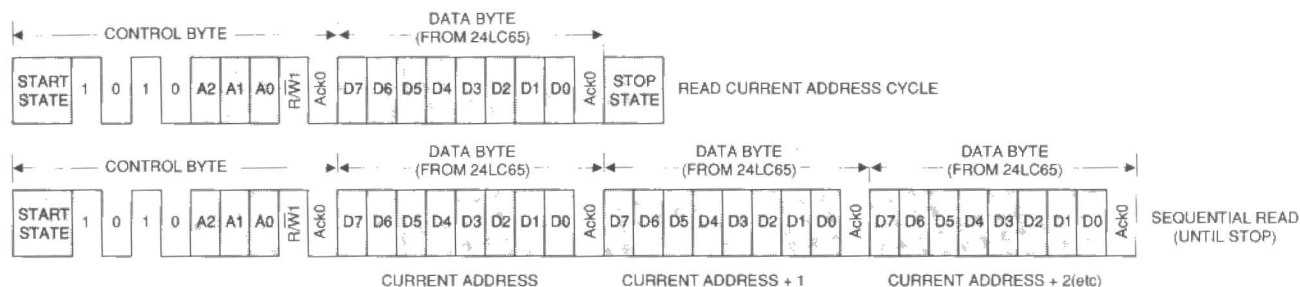 CONTROL BYTE
DATA BYTE
(FROM 24LC65)
START STATE 1 0 1 0 A2 A1 A0 R/W1 Ack0 D7 D6 D5 D4 D3 D2 D1 D0 Ack0 STOP STATE READ CURRENT ADDRESS CYCLE
CONTROL BYTE
DATA BYTE
(FROM 24LC65)
DATA BYTE
(FROM 24LC65)
DATA BYTE
(FROM 24LC65)
START STATE 1 0 1 0 A2 A1 A0 R/W1 Ack0 D7 D6 D5 D4 D3 D2 D1 D0 Ack0 D7 D6 D5 D4 D3 D2 D1 D0 Ack0 D7 D6 D5 D4 D3 D2 D1 D0 Ack0 SEQUENTIAL READ
(UNTIL STOP)
CURRENT ADDRESS CURRENT ADDRESS + 1 CURRENT ADDRESS + 2(etc)